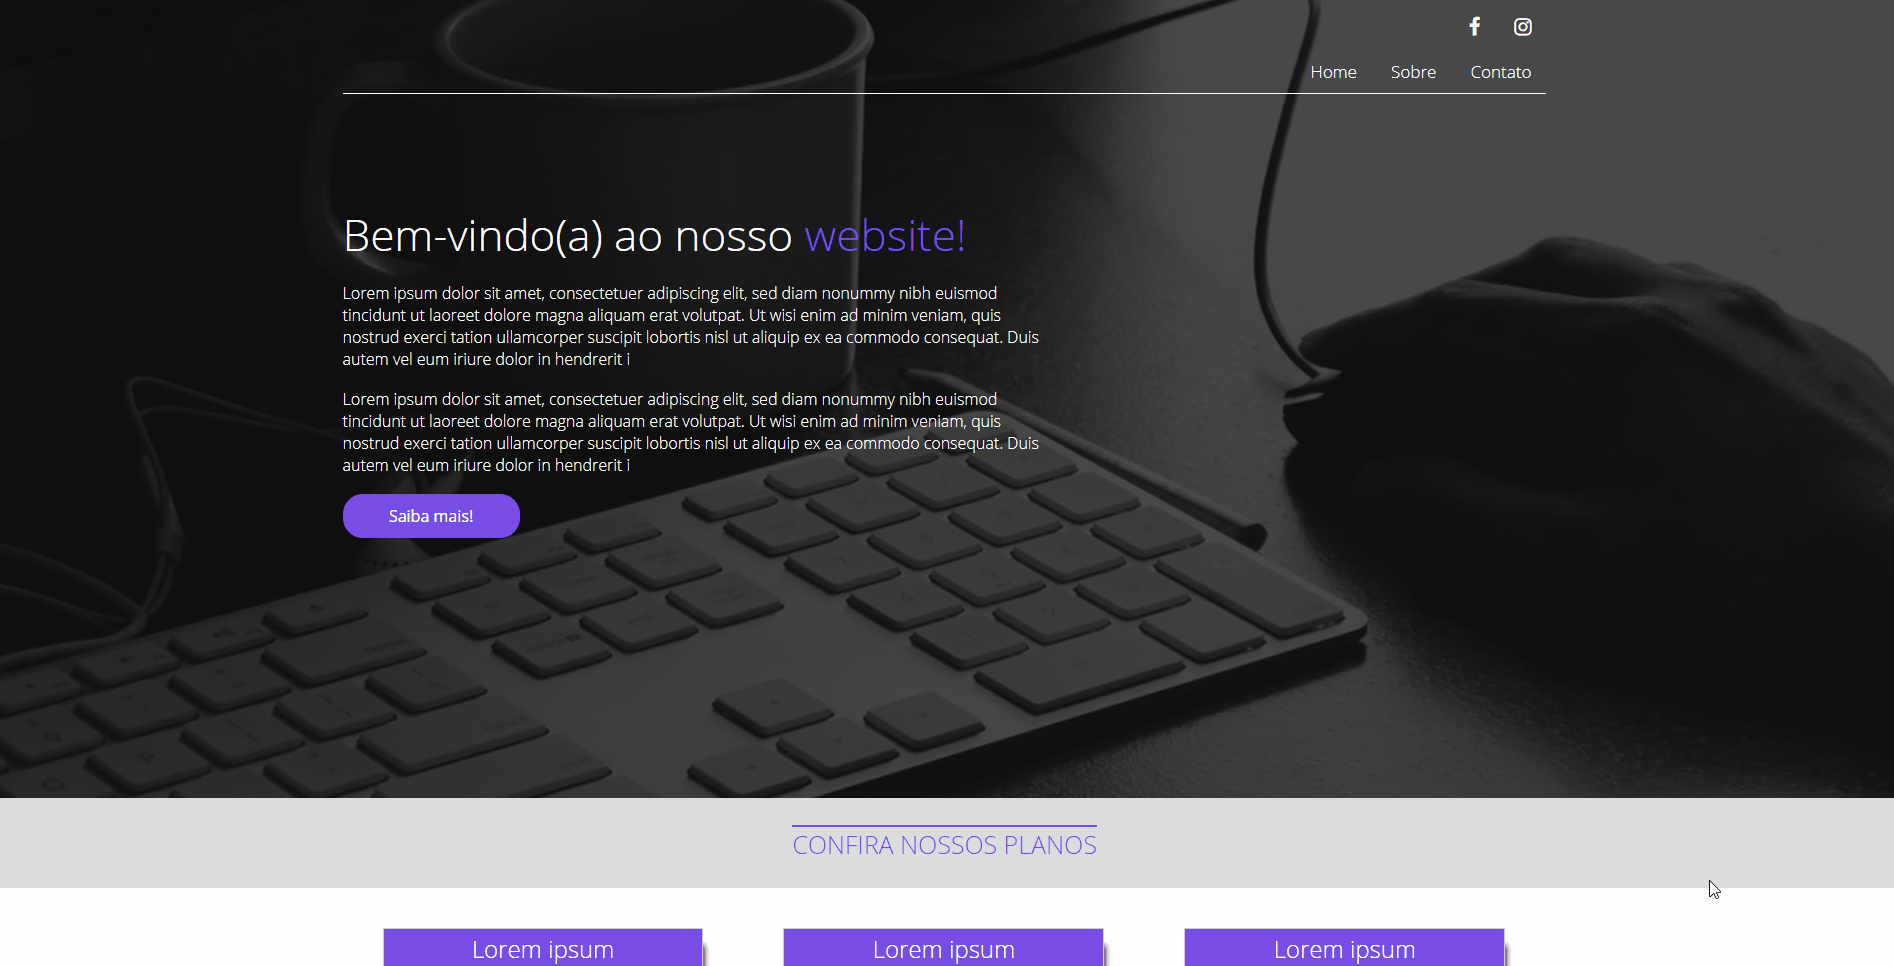 Home Sobre Contato
Bem-vindo(a) ao nosso website!
Lorem ipsum dolor sit amet, consectetuer adipiscing elit, sed diam nonummy nibh euismod
tincidunt ut laoreet dolore magna aliquam erat volutpat. Ut wisi enim ad minim veniam, quis
nostrud exerci tation ullamcorper suscipit lobortis nisl ut aliquip ex ea commodo consequat. Duis
autem vel eum iriure dolor in hendrerit i
Lorem ipsum dolor sit amet, consectetuer adipiscing elit, sed diam nonummy nibh euismod
tincidunt ut laoreet dolore magna aliquam erat volutpat. Ut wisi enim ad minim veniam, quis
nostrud exerci tation ullamcorper suscipit lobortis nisl ut aliquip ex ea commodo consequat. Duis
autem vel eum iriure dolor in hendrerit i
Saiba mais!
CONFIRA NOSSOS PLANOS
Lorem ipsum Lorem ipsum Lorem ipsum